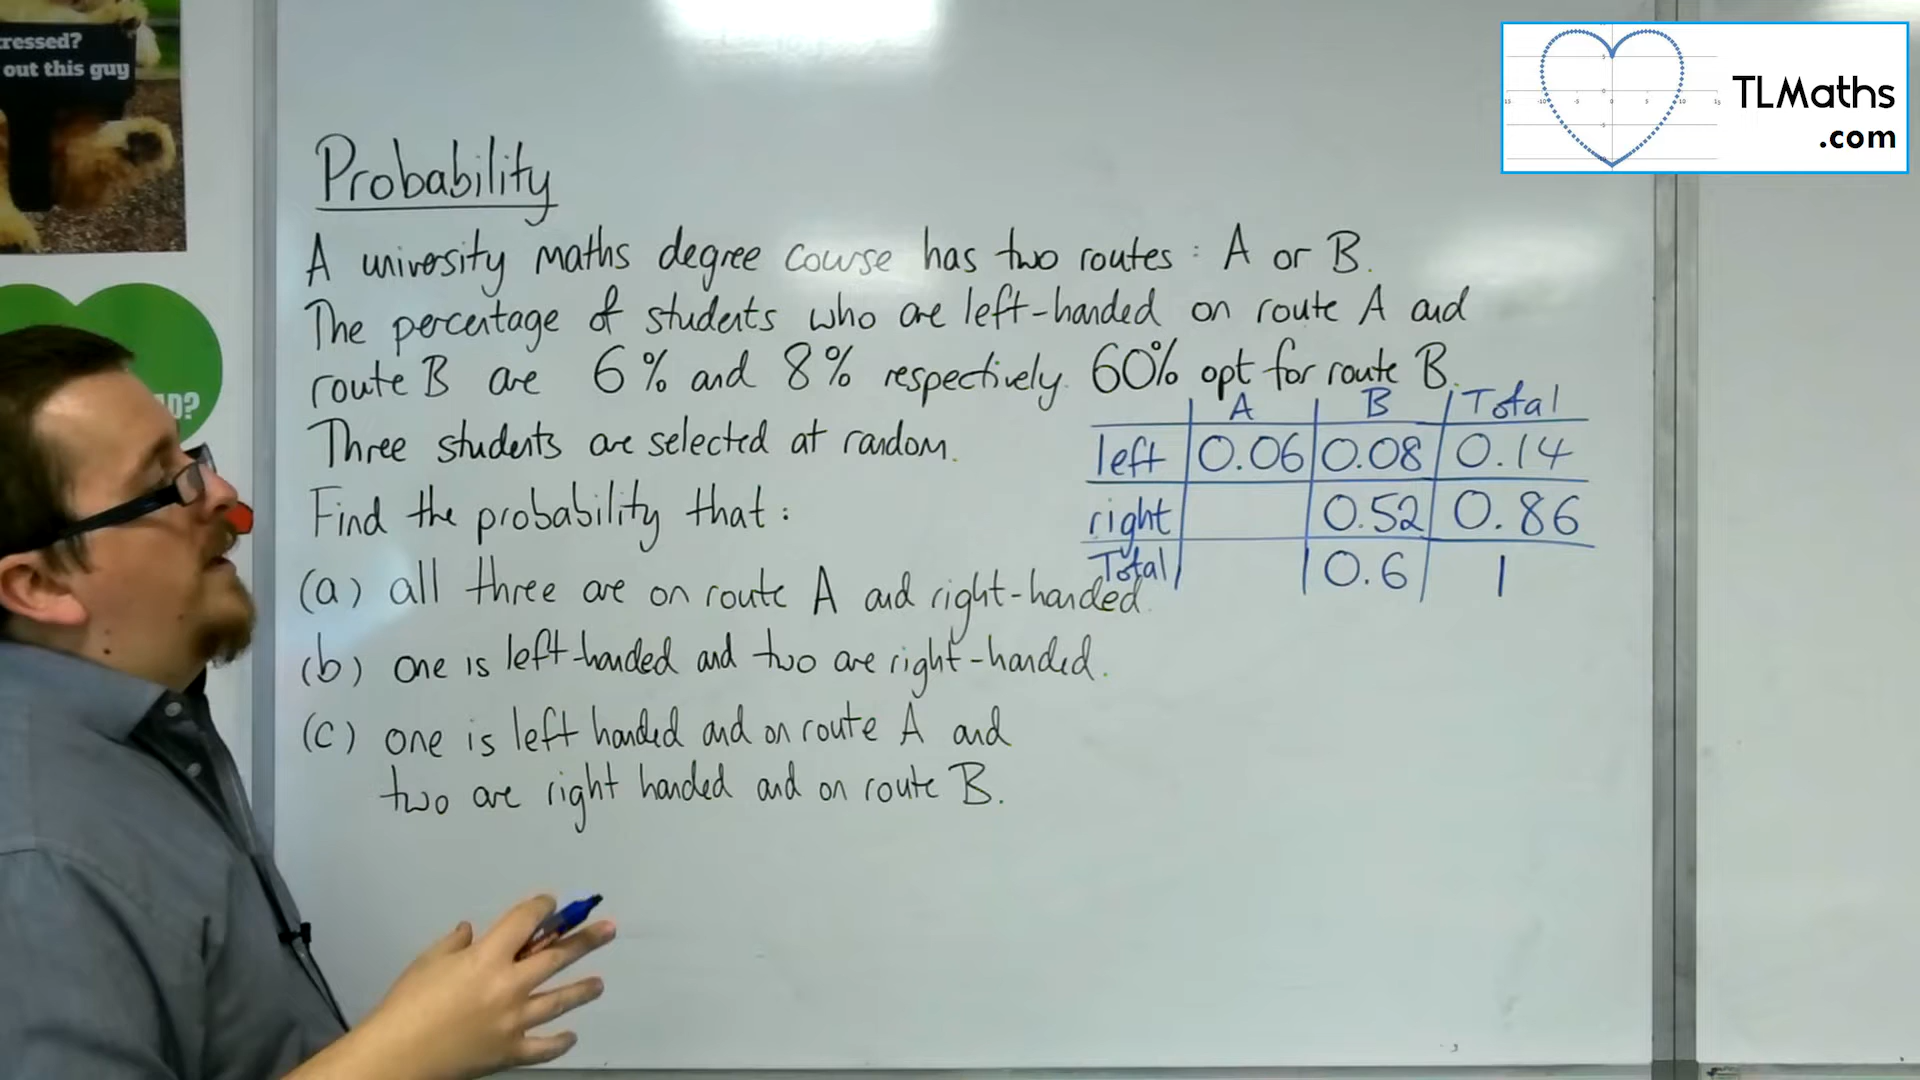 tressed?
out this guy
AD?
TLMaths
.com
Probability
A university maths degree course has two routes : A or B.
The percentage of students who are left-handed on route A and
route B are 6% and 8% respectively. 60% opt for route B.
Three students are selected at random.
Find the probability that :
(a) all three are on route A and right-handed.
(b) one is left-handed and two are right-handed.
(c) one is left handed and on route A and
two are right handed and on route B.
A B Total
left 0.06 0.08 0.14
right 0.52 0.86
Total 0.6 1